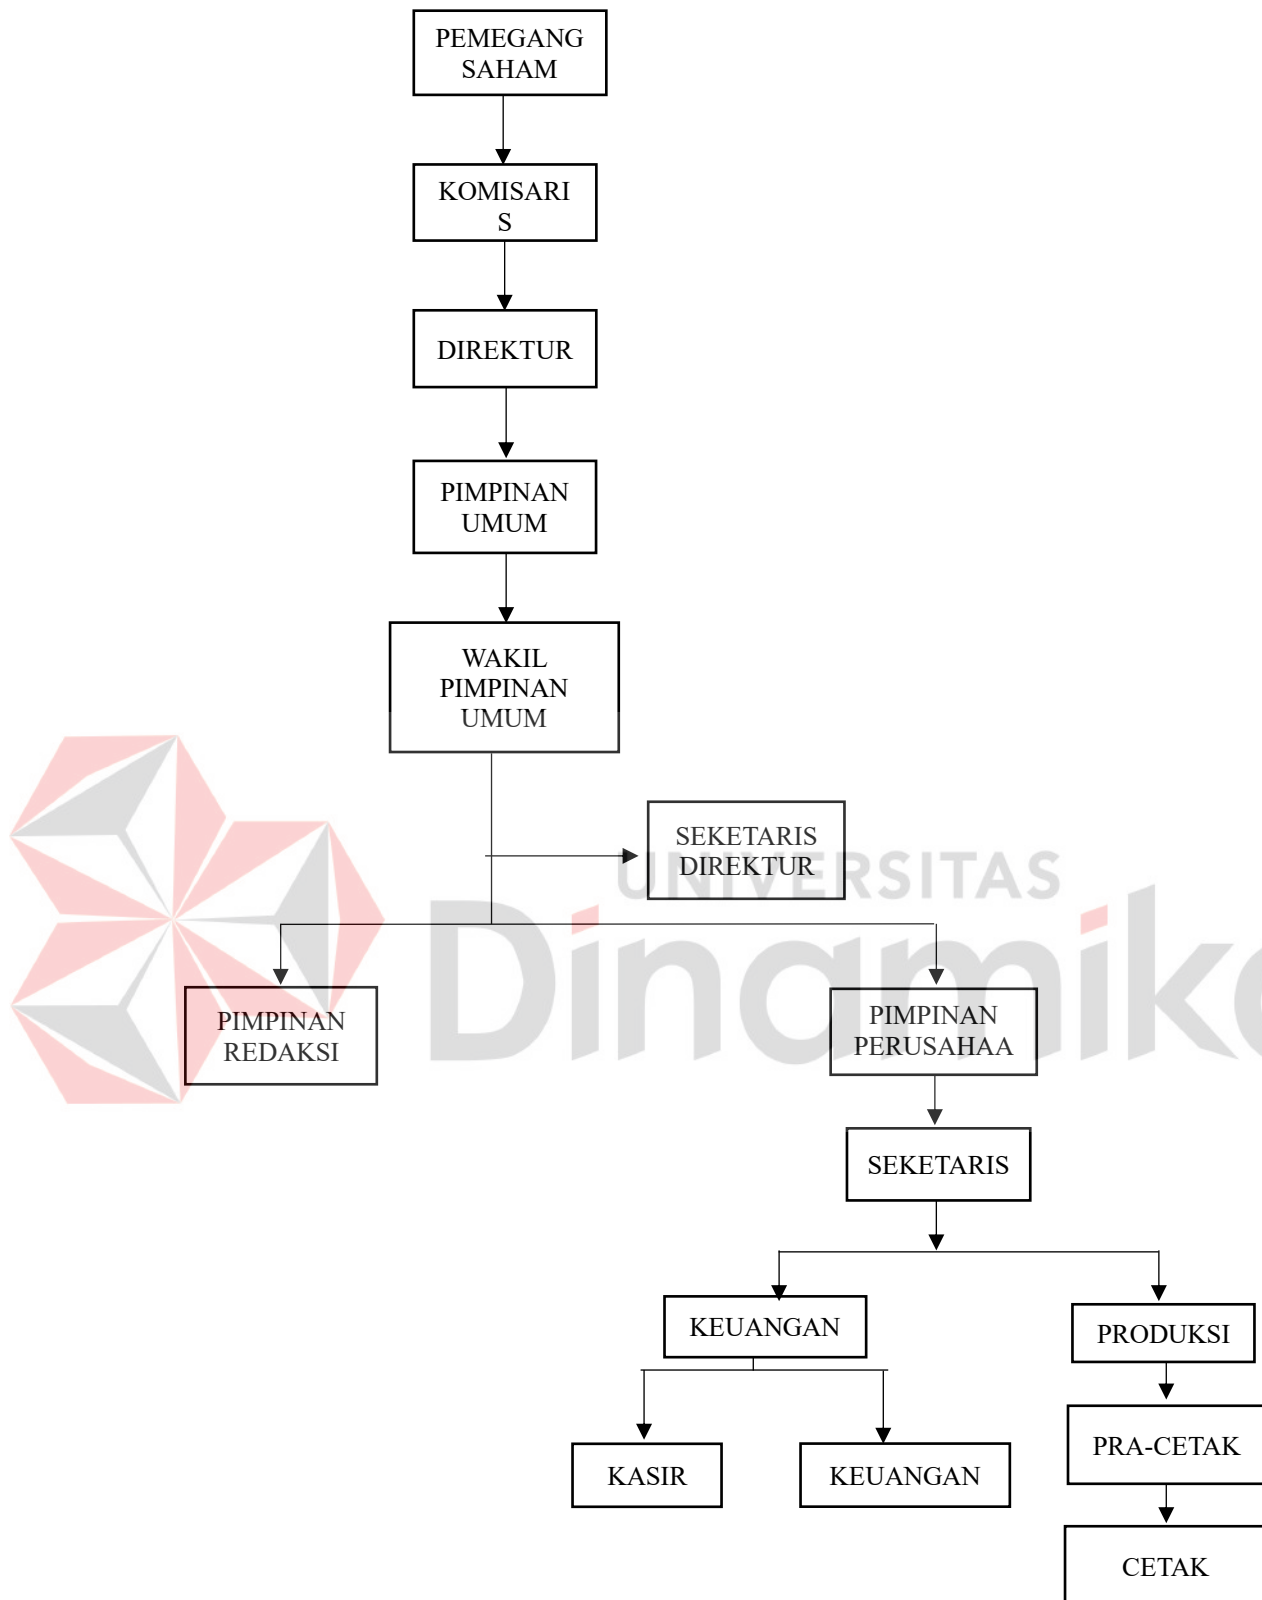 PEMEGANG
SAHAM
KOMISARI
S
DIREKTUR
PIMPINAN
UMUM
WAKIL
PIMPINAN
UMUM
SEKETARIS
DIREKTUR
UNIVERSITAS
Dinamika
PIMPINAN
REDAKSI
PIMPINAN
PERUSAHAA
SEKETARIS
KEUANGAN
PRODUKSI
PRA-CETAK
KASIR
KEUANGAN
CETAK